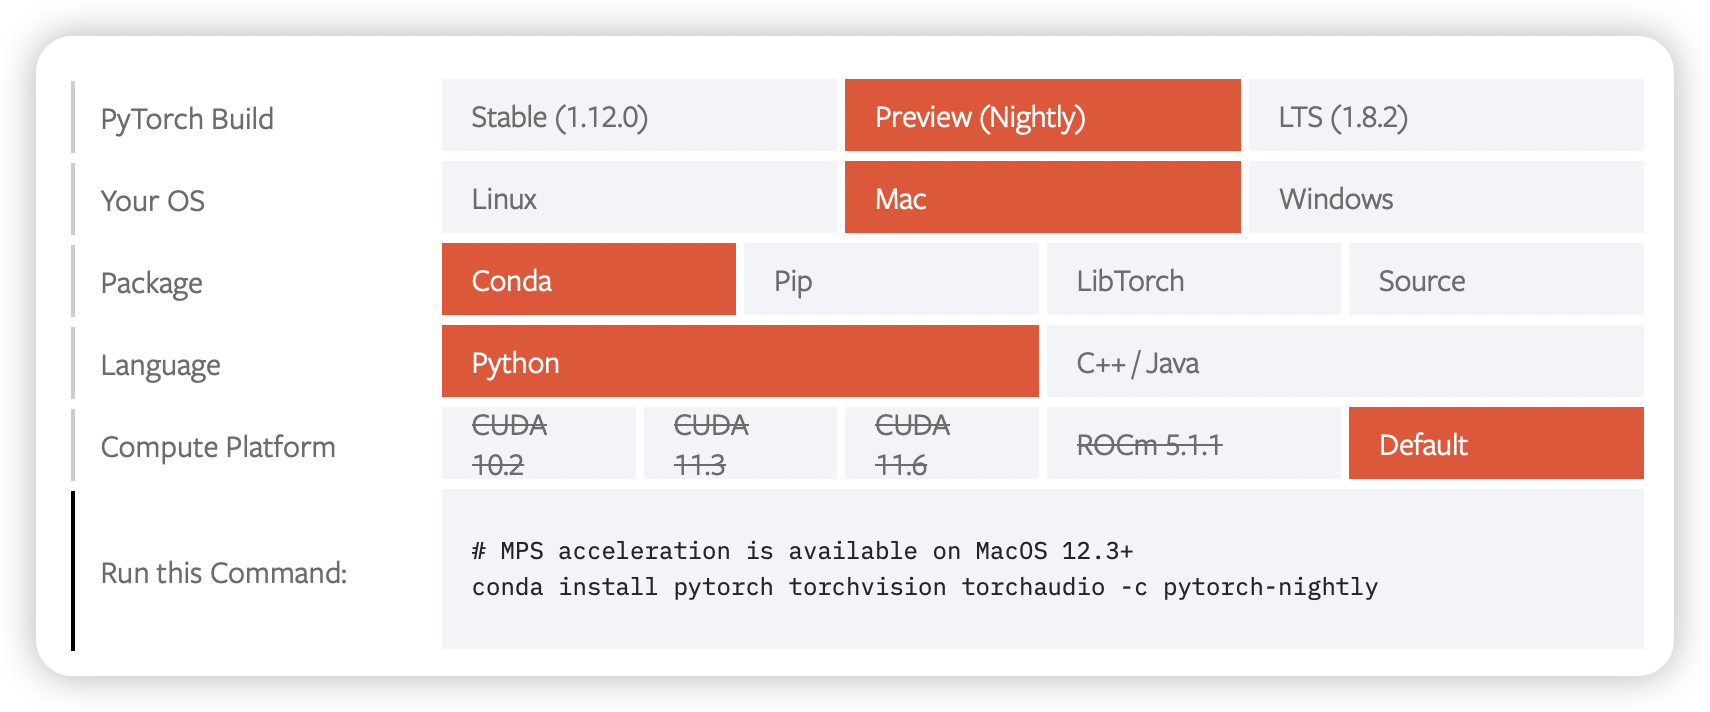 PyTorch Build
Stable (1.12.0)
Preview (Nightly)
LTS (1.8.2)
Your OS
Linux
Mac
Windows
Package
Conda
Pip
LibTorch
Source
Language
Python
C++ / Java
Compute Platform
CUDA
10.2
CUDA
11.3
CUDA
11.6
ROCm 5.1.1
Default
Run this Command:
# MPS acceleration is available on MacOS 12.3+
conda install pytorch torchvision torchaudio -c pytorch-nightly